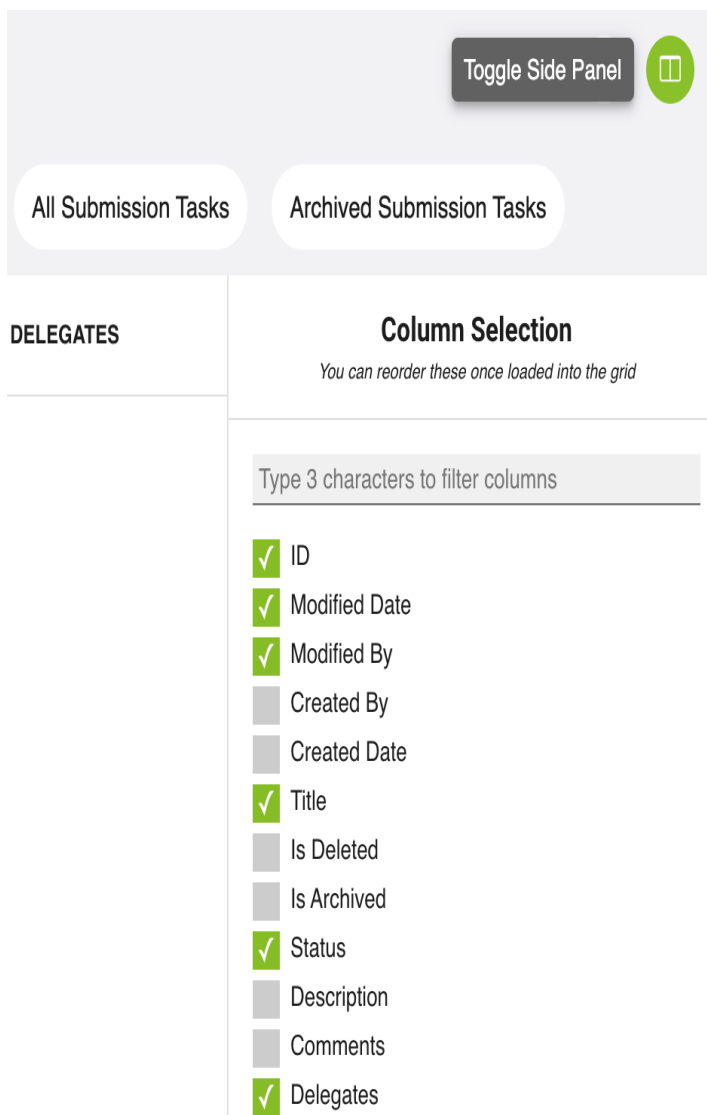 Toggle Side Panel
All Submission Tasks
Archived Submission Tasks
DELEGATES
Column Selection
You can reorder these once loaded into the grid
Type 3 characters to filter columns
ID
Modified Date
Modified By
Created By
Created Date
Title
Is Deleted
Is Archived
Status
Description
Comments
Delegates